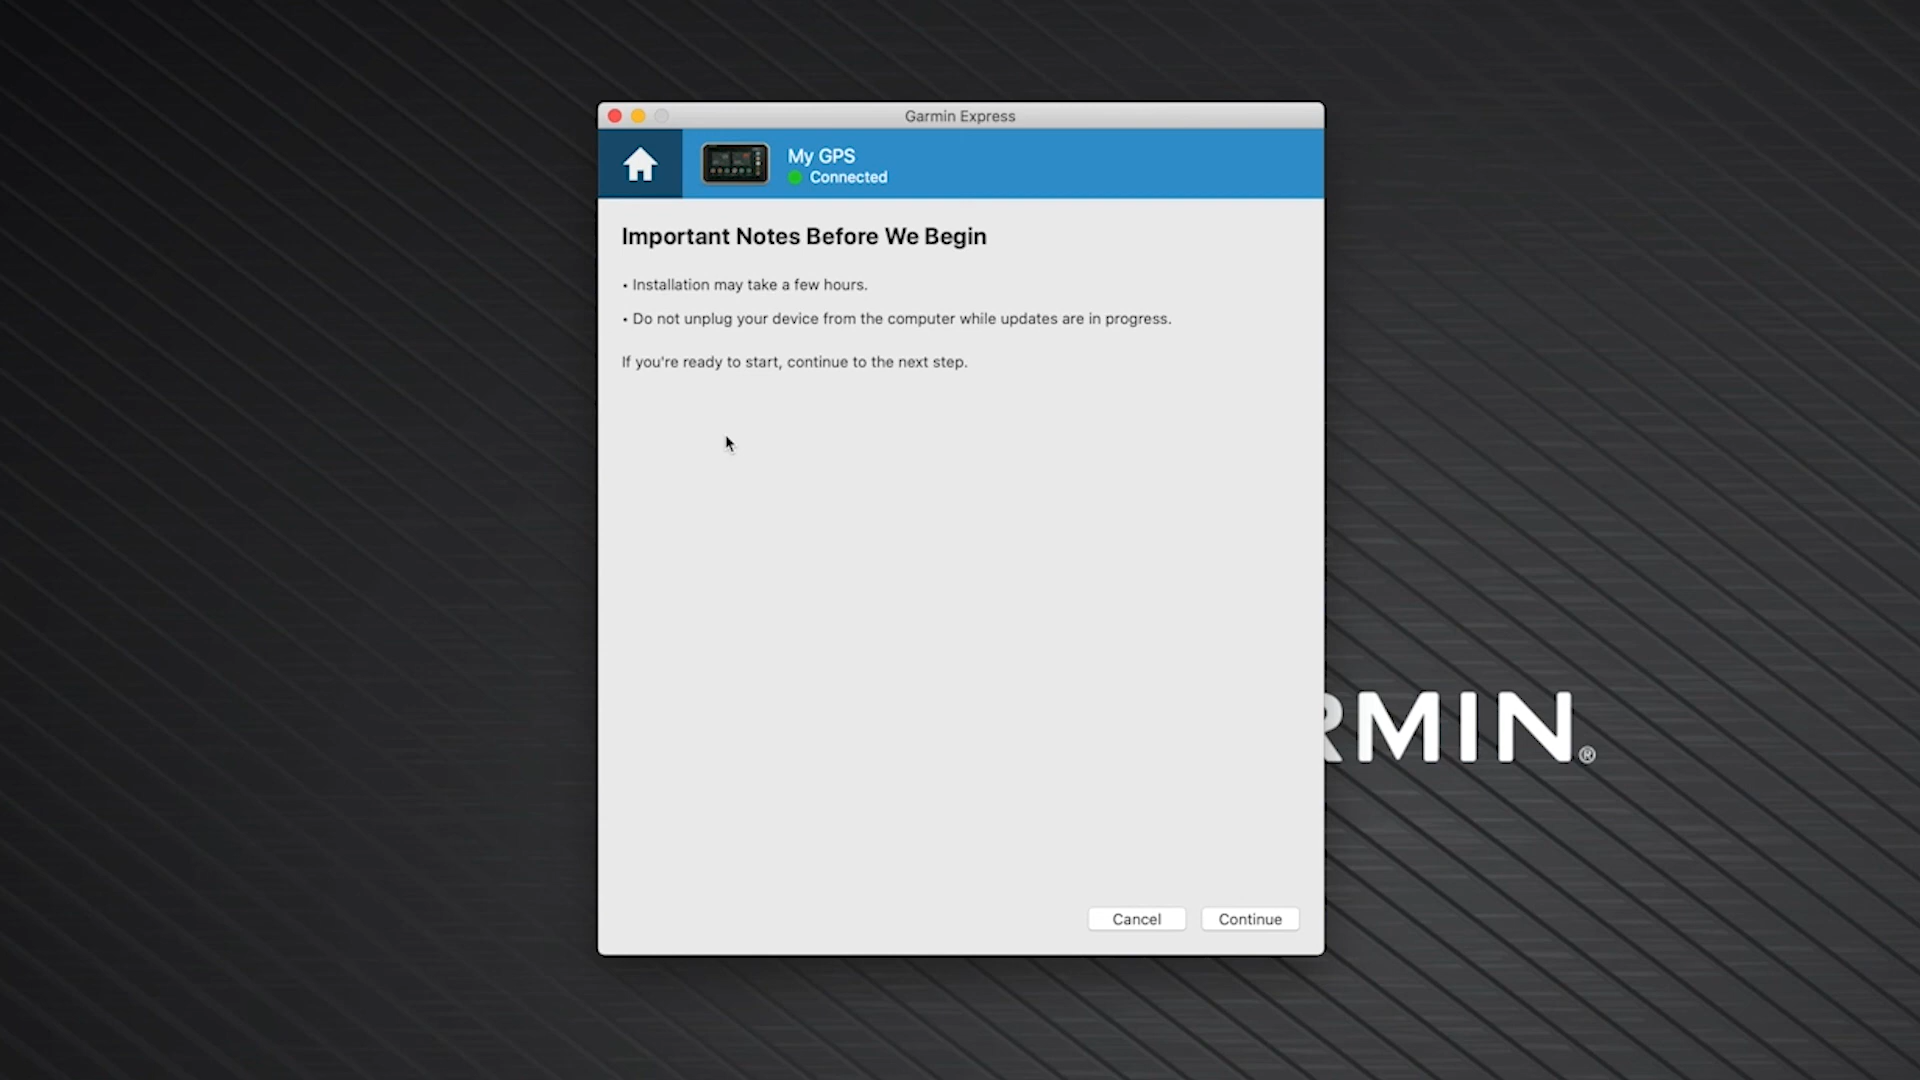 Garmin Express
My GPS
Connected
Important Notes Before We Begin
• Installation may take a few hours.
• Do not unplug your device from the computer while updates are in progress.
If you're ready to start, continue to the next step.
RMIN®
Cancel
Continue